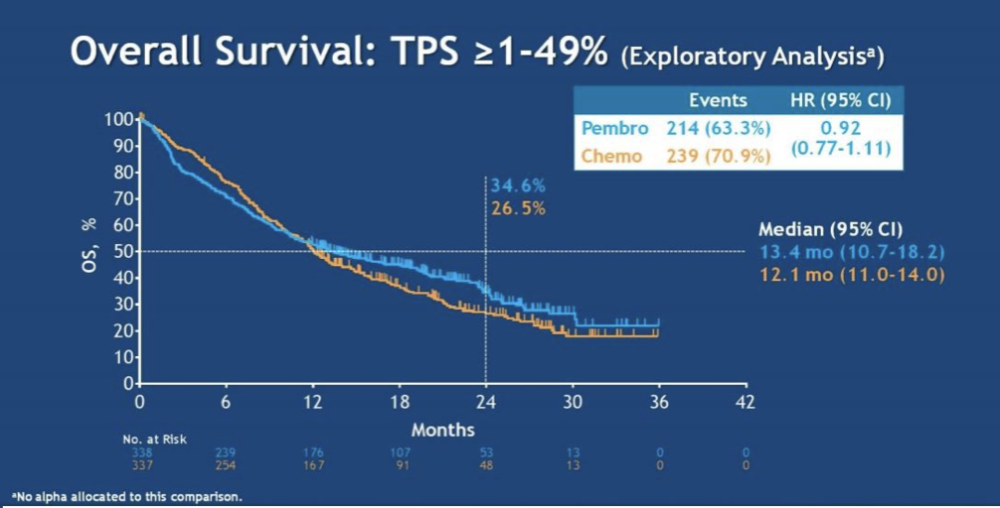 Overall Survival: TPS ≥1-49% (Exploratory Analysisª)
Events HR (95% CI)
Pembro 214 (63.3%) 0.92
Chemo 239 (70.9%) (0.77-1.11)
100
90
80
70
60
50
40
30
20
10
0
OS, %
34.6%
26.5%
Median (95% CI)
13.4 mo (10.7-18.2)
12.1 mo (11.0-14.0)
0 6 12 18 24 30 36 42
Months
No. at Risk
338 239 176 107 53 13 0 0
337 254 167 91 48 13 0 0
ªNo alpha allocated to this comparison.